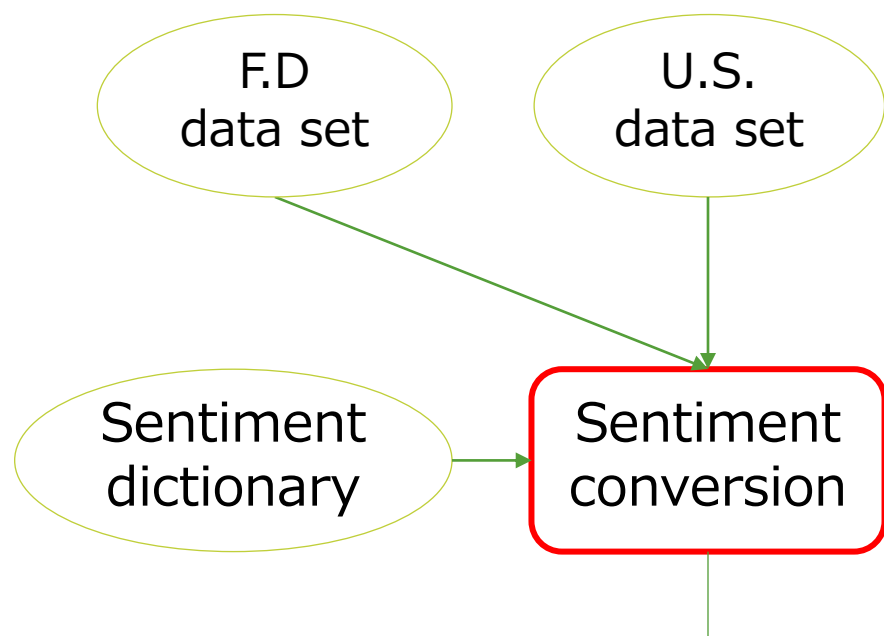 F.D
data set
U.S.
data set
Sentiment
dictionary
Sentiment
conversion